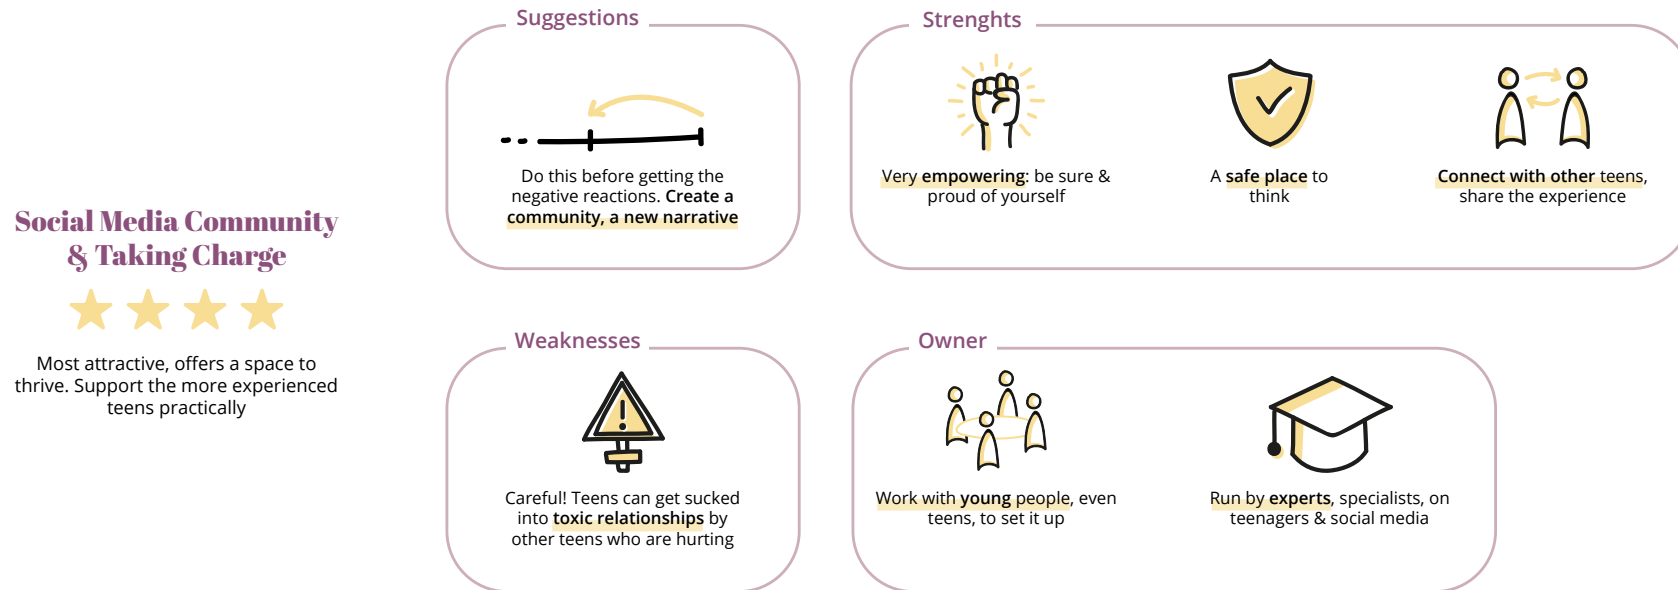 Social Media Community
& Taking Charge
Most attractive, offers a space to
thrive. Support the more experienced
teens practically
Suggestions
Do this before getting the
negative reactions. Create a
community, a new narrative
Strenghts
Very empowering: be sure &
proud of yourself
A safe place to
think
Connect with other teens,
share the experience
Weaknesses
Careful! Teens can get sucked
into toxic relationships by
other teens who are hurting
Owner
Work with young people, even
teens, to set it up
Run by experts, specialists, on
teenagers & social media